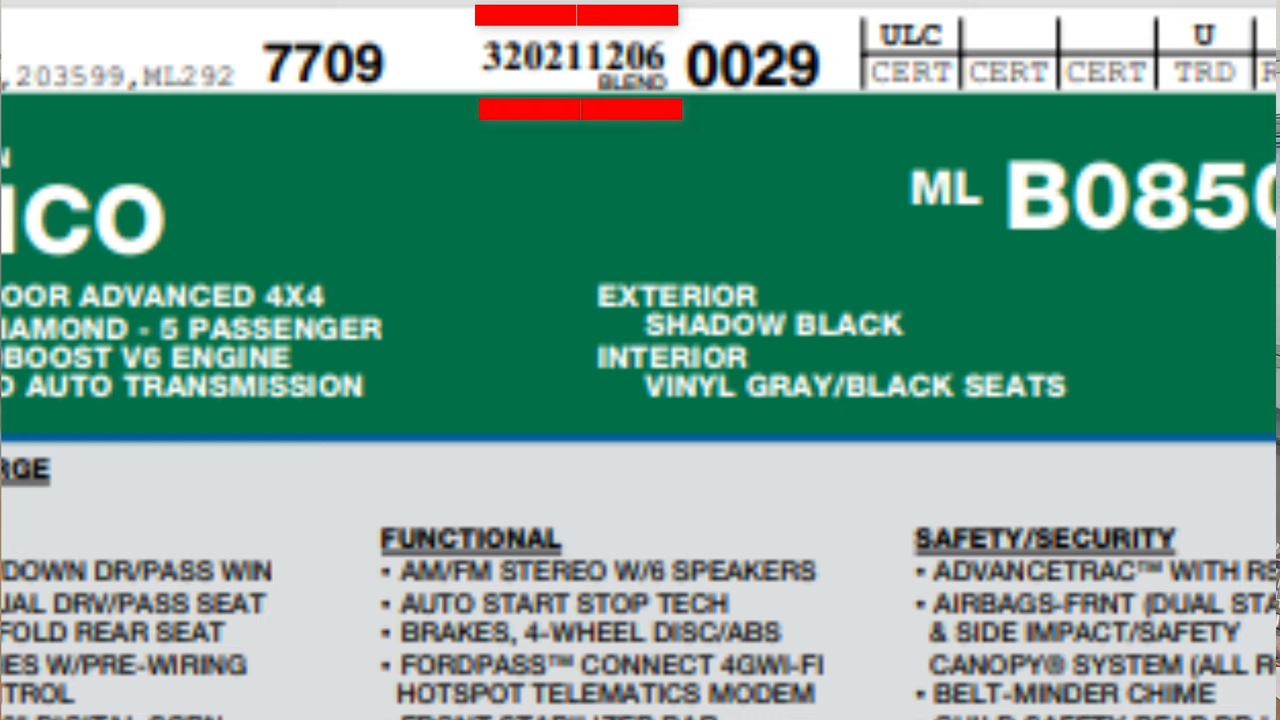 ,203599,ML292 7709 320211206 0029 ULC U
BLEND CERT CERT CERT TRD
ICO ML B0850
OOR ADVANCED 4X4
IAMOND - 5 PASSENGER
BOOST V6 ENGINE
O AUTO TRANSMISSION
EXTERIOR
SHADOW BLACK
INTERIOR
VINYL GRAY/BLACK SEATS
RGE
DOWN DR/PASS WIN
UAL DRV/PASS SEAT
FOLD REAR SEAT
IES W/PRE-WIRING
TROL
FUNCTIONAL
• AM/FM STEREO W/6 SPEAKERS
• AUTO START STOP TECH
• BRAKES, 4-WHEEL DISC/ABS
• FORDPASS™ CONNECT 4GWI-FI
HOTSPOT TELEMATICS MODEM
SAFETY/SECURITY
• ADVANCETRAC™ WITH RS
• AIRBAGS-FRNT (DUAL STA
& SIDE IMPACT/SAFETY
CANOPY® SYSTEM (ALL R
• BELT-MINDER CHIME